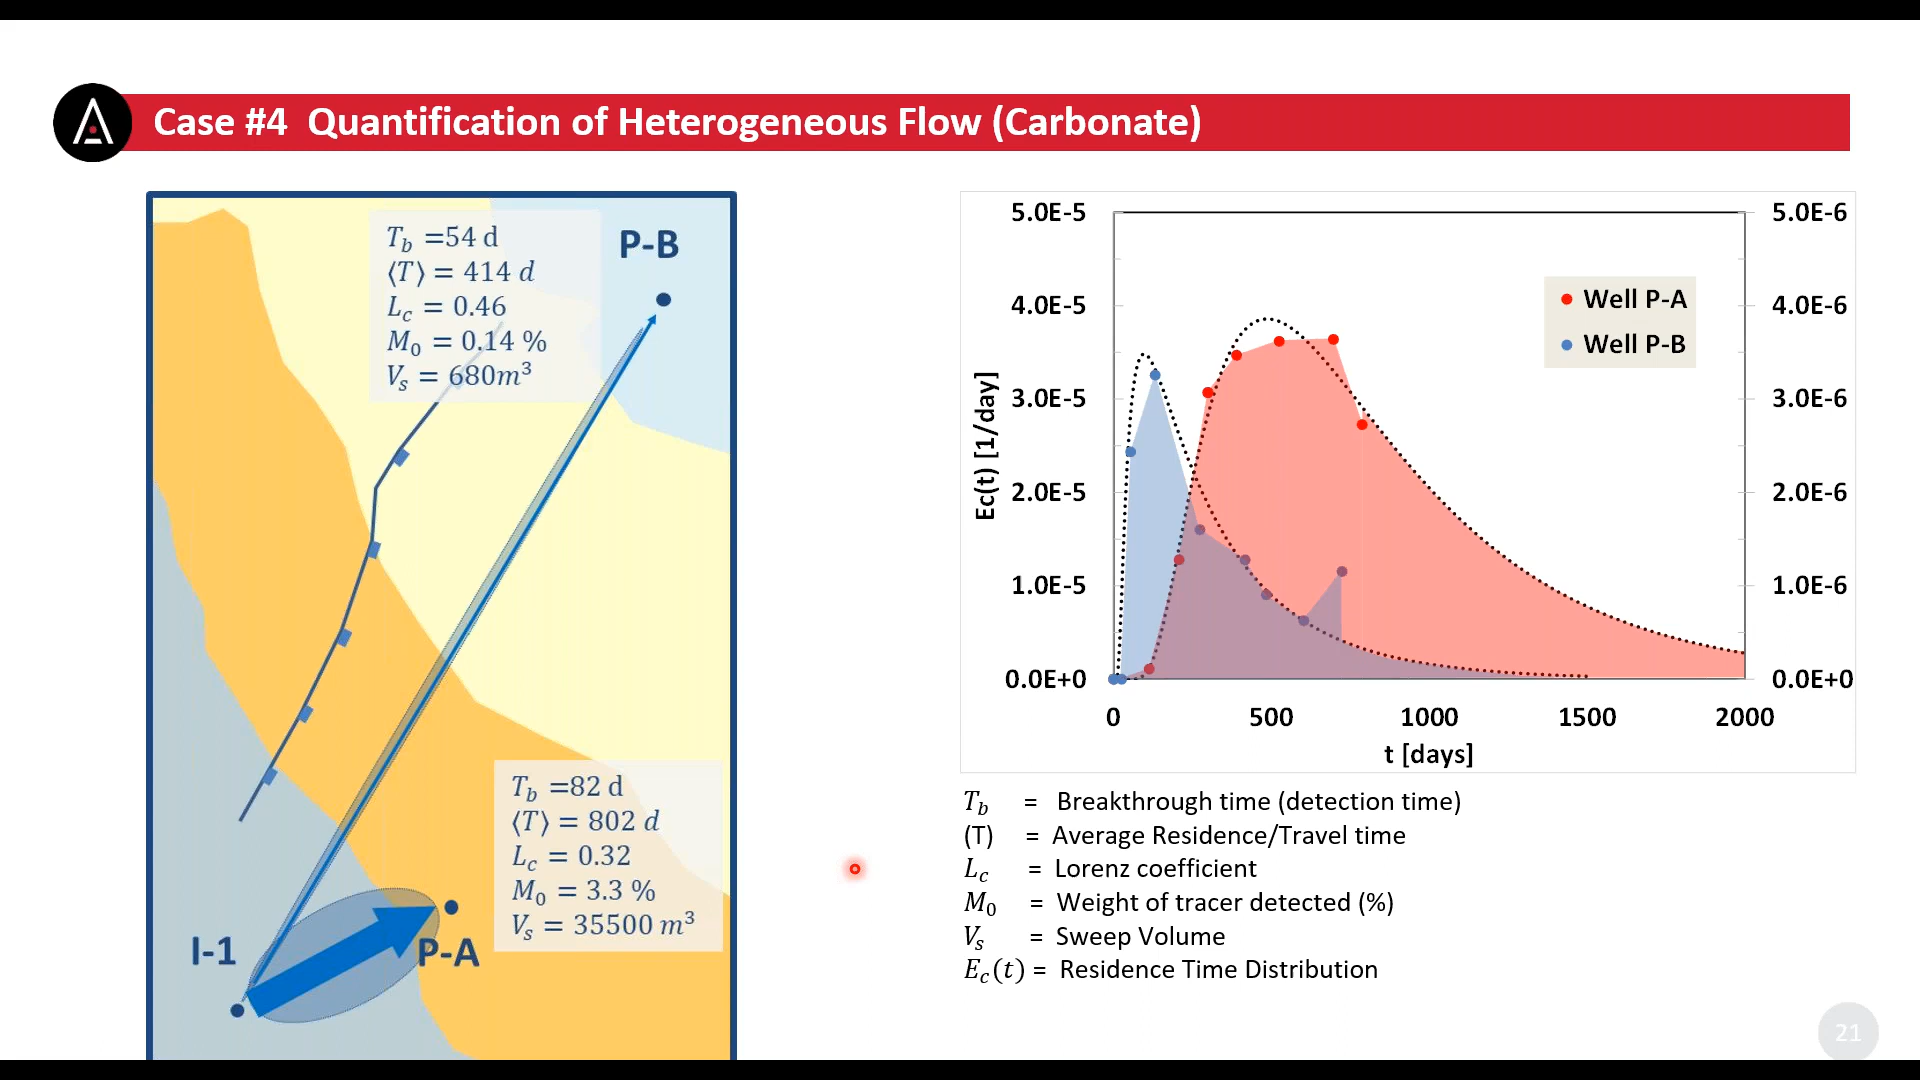 Case #4 Quantification of Heterogeneous Flow (Carbonate)
T_b =54 d
⟨T⟩ = 414 d
L_c = 0.46
M_0 = 0.14 %
V_s = 680m³
P-B
T_b =82 d
⟨T⟩ = 802 d
L_c = 0.32
M_0 = 3.3 %
V_s = 35500 m³
I-1
P-A
5.0E-5
4.0E-5
3.0E-5
2.0E-5
1.0E-5
0.0E+0
Ec(t) [1/day]
Well P-A
Well P-B
5.0E-6
4.0E-6
3.0E-6
2.0E-6
1.0E-6
0.0E+0
0 500 1000 1500 2000
t [days]
T_b = Breakthrough time (detection time)
(T) = Average Residence/Travel time
L_c = Lorenz coefficient
M_0 = Weight of tracer detected (%)
V_s = Sweep Volume
E_c(t) = Residence Time Distribution
21